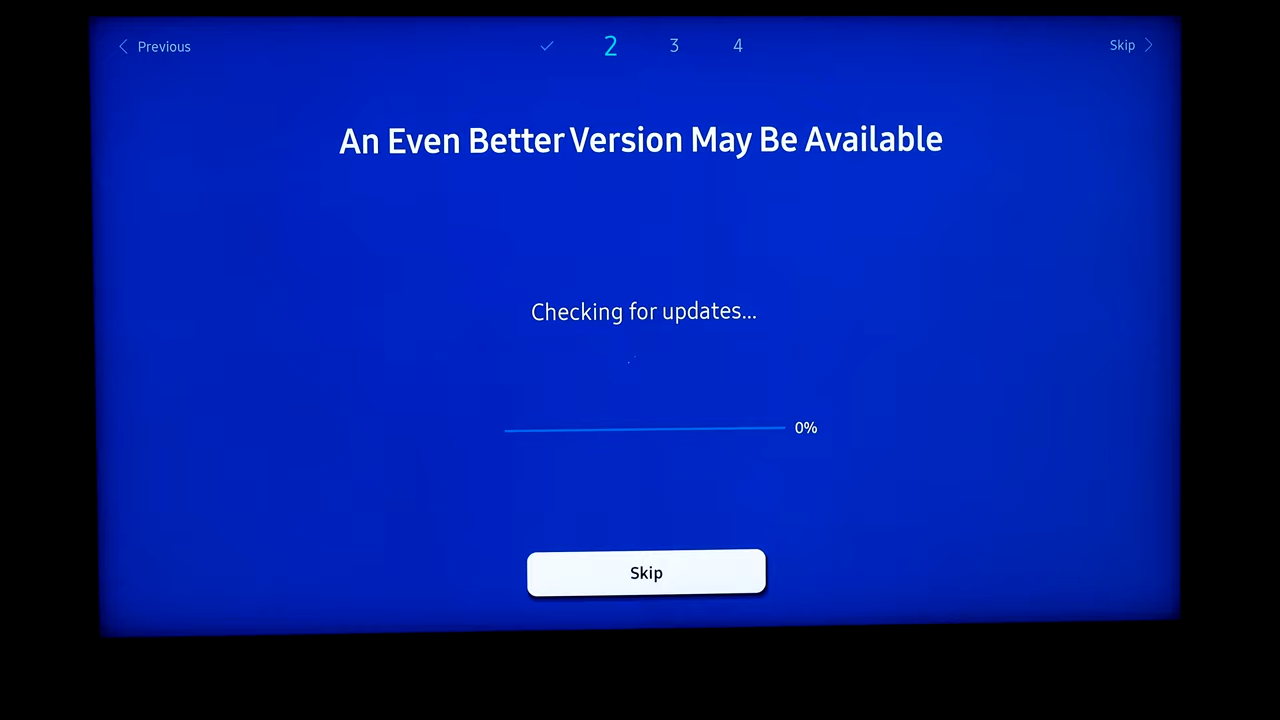 Previous
2
3
4
Skip
An Even Better Version May Be Available
Checking for updates...
0%
Skip